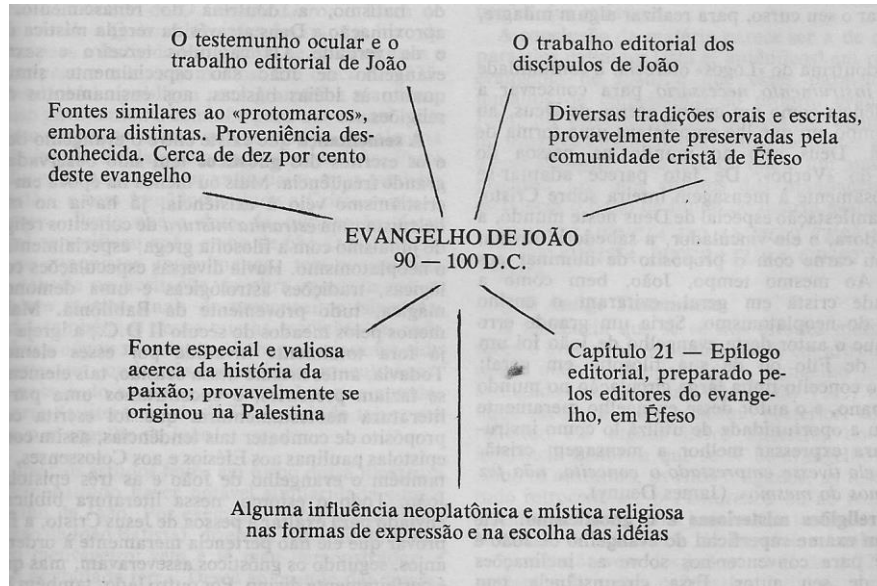 O testemunho ocular e o
trabalho editorial de João
O trabalho editorial dos
discípulos de João
Fontes similares ao «protomarcos»,
embora distintas. Proveniência des-
conhecida. Cerca de dez por cento
deste evangelho
Diversas tradições orais e escritas,
provavelmente preservadas pela
comunidade cristã de Éfeso
EVANGELHO DE JOÃO
90 — 100 D.C.
Fonte especial e valiosa
acerca da história da
paixão; provavelmente se
originou na Palestina
Capítulo 21 — Epílogo
editorial, preparado pe-
los editores do evange-
lho, em Éfeso
Alguma influência neoplatônica e mística religiosa
nas formas de expressão e na escolha das idéias